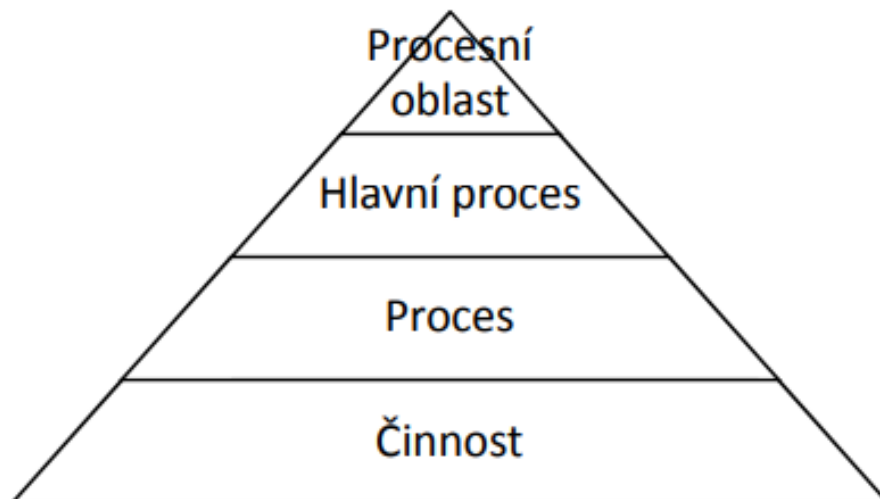 Procesní
oblast
Hlavní proces
Proces
Činnost